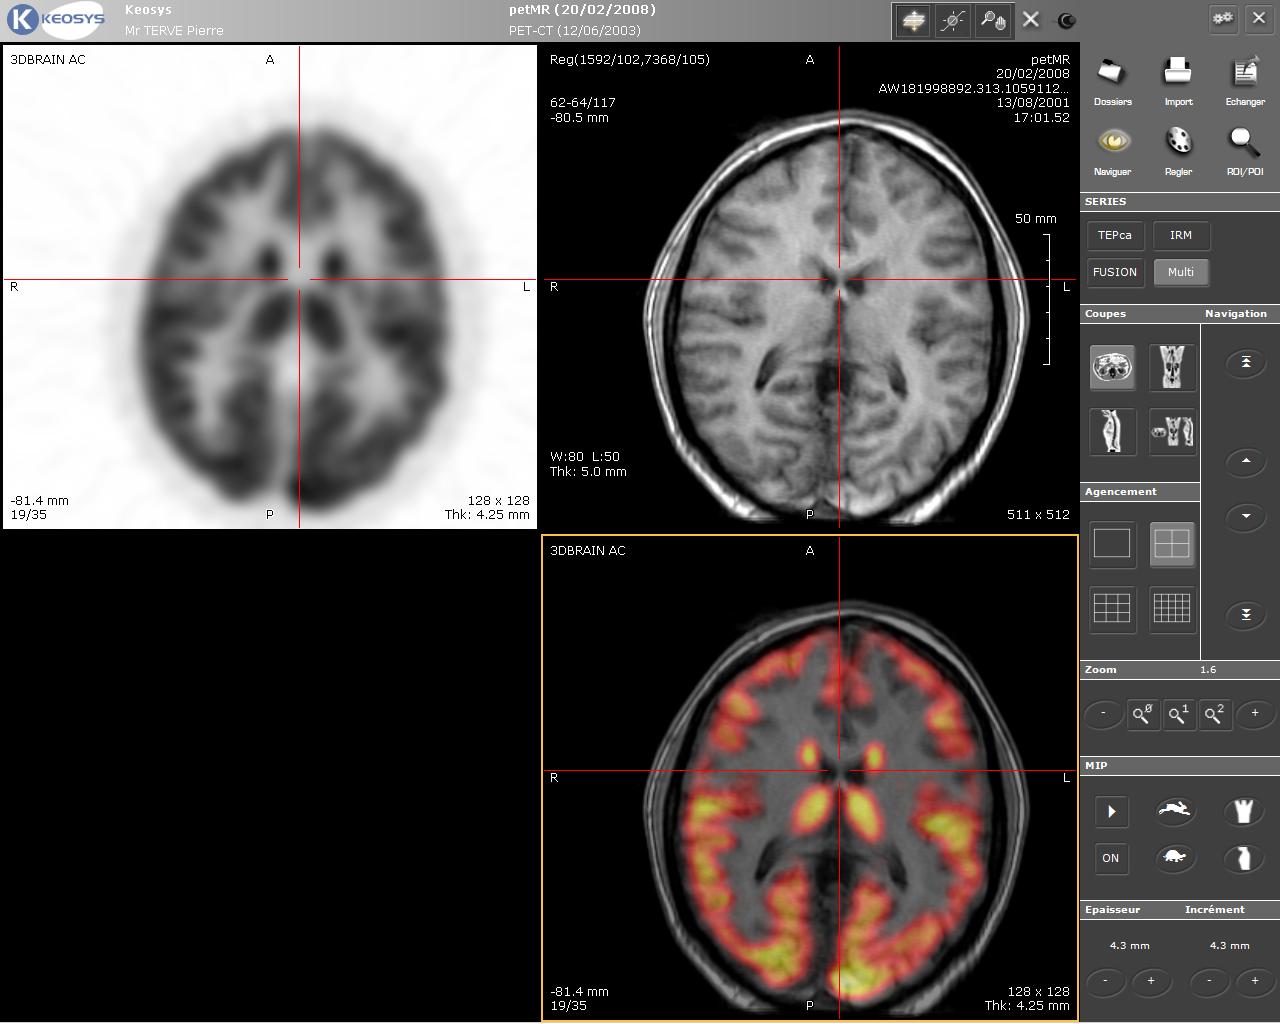 K KEOSYS
Keosys
Mr TERVE Pierre
petMR (20/02/2008)
PET-CT (12/06/2003)
3DBRAIN AC
A
R
L
-81.4 mm
19/35
P
128 x 128
Thk: 4.25 mm
Reg(1592/102,7368/105)
62-64/117
-80.5 mm
A
petMR
20/02/2008
AW181998892.313.1059112...
13/08/2001
17:01.52
50 mm
R
L
W:80 L:50
Thk: 5.0 mm
P
511 x 512
3DBRAIN AC
A
R
L
-81.4 mm
19/35
P
128 x 128
Thk: 4.25 mm
Dossiers Import Echanger
Naviguer Regler ROI/POI
SERIES
TEPca IRM
FUSION Multi
Coupes Navigation
Agencement
Zoom 1.6
- 0 1 2 +
MIP
ON
Epaisseur Incrément
4.3 mm 4.3 mm
- + - +